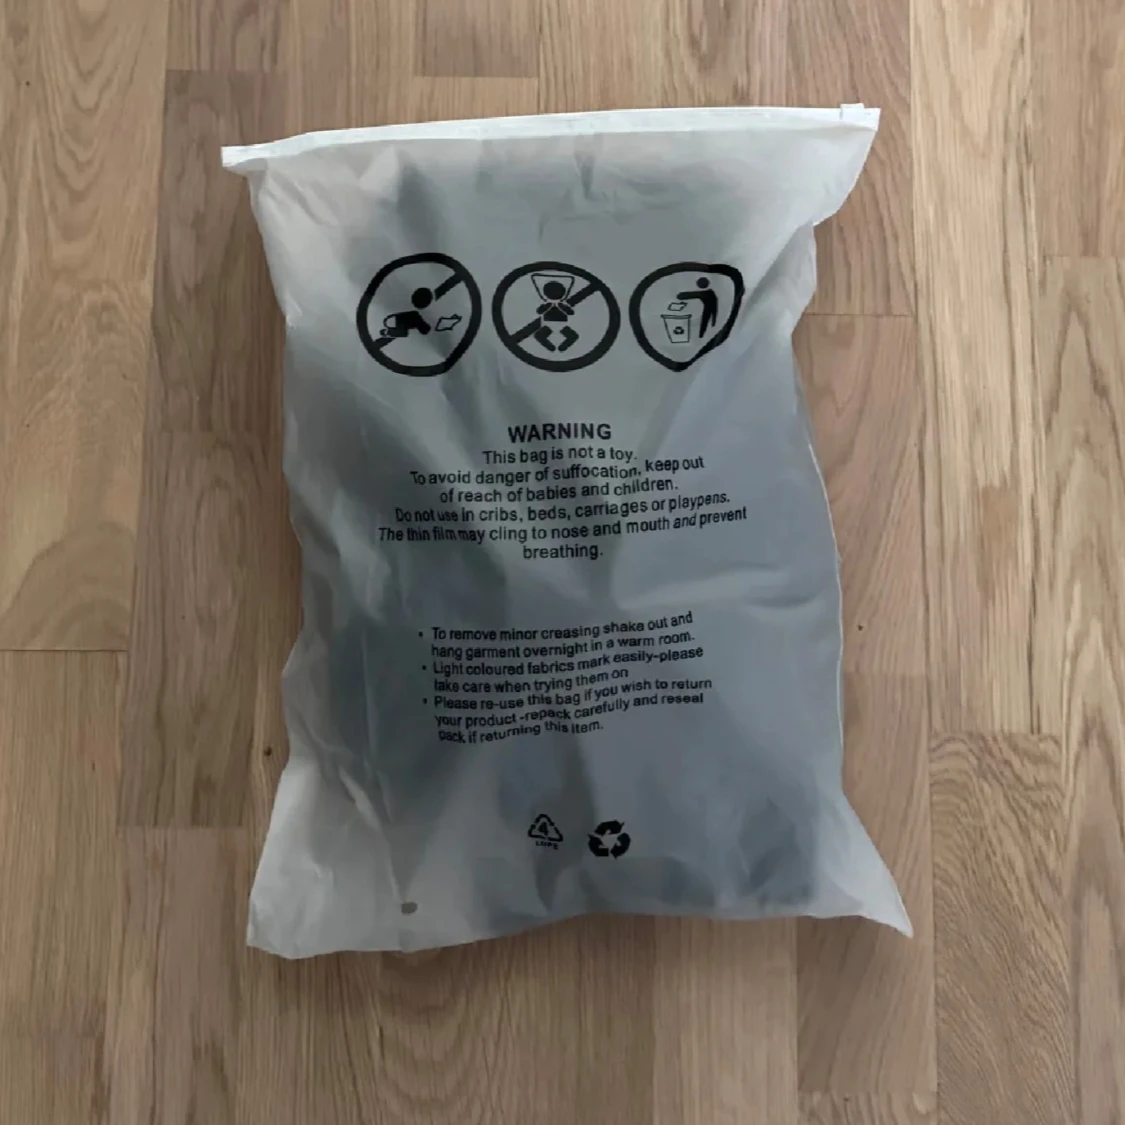 WARNING
This bag is not a toy.
To avoid danger of suffocation, keep out
of reach of babies and children.
Do not use in cribs, beds, carriages or playpens.
The thin film may cling to nose and mouth and prevent
breathing.
• To remove minor creasing shake out and
hang garment overnight in a warm room.
• Light coloured fabrics mark easily-please
take care when trying them on
• Please re-use this bag if you wish to return
your product -repack carefully and reseal
pack if returning this item.
4
LDPE